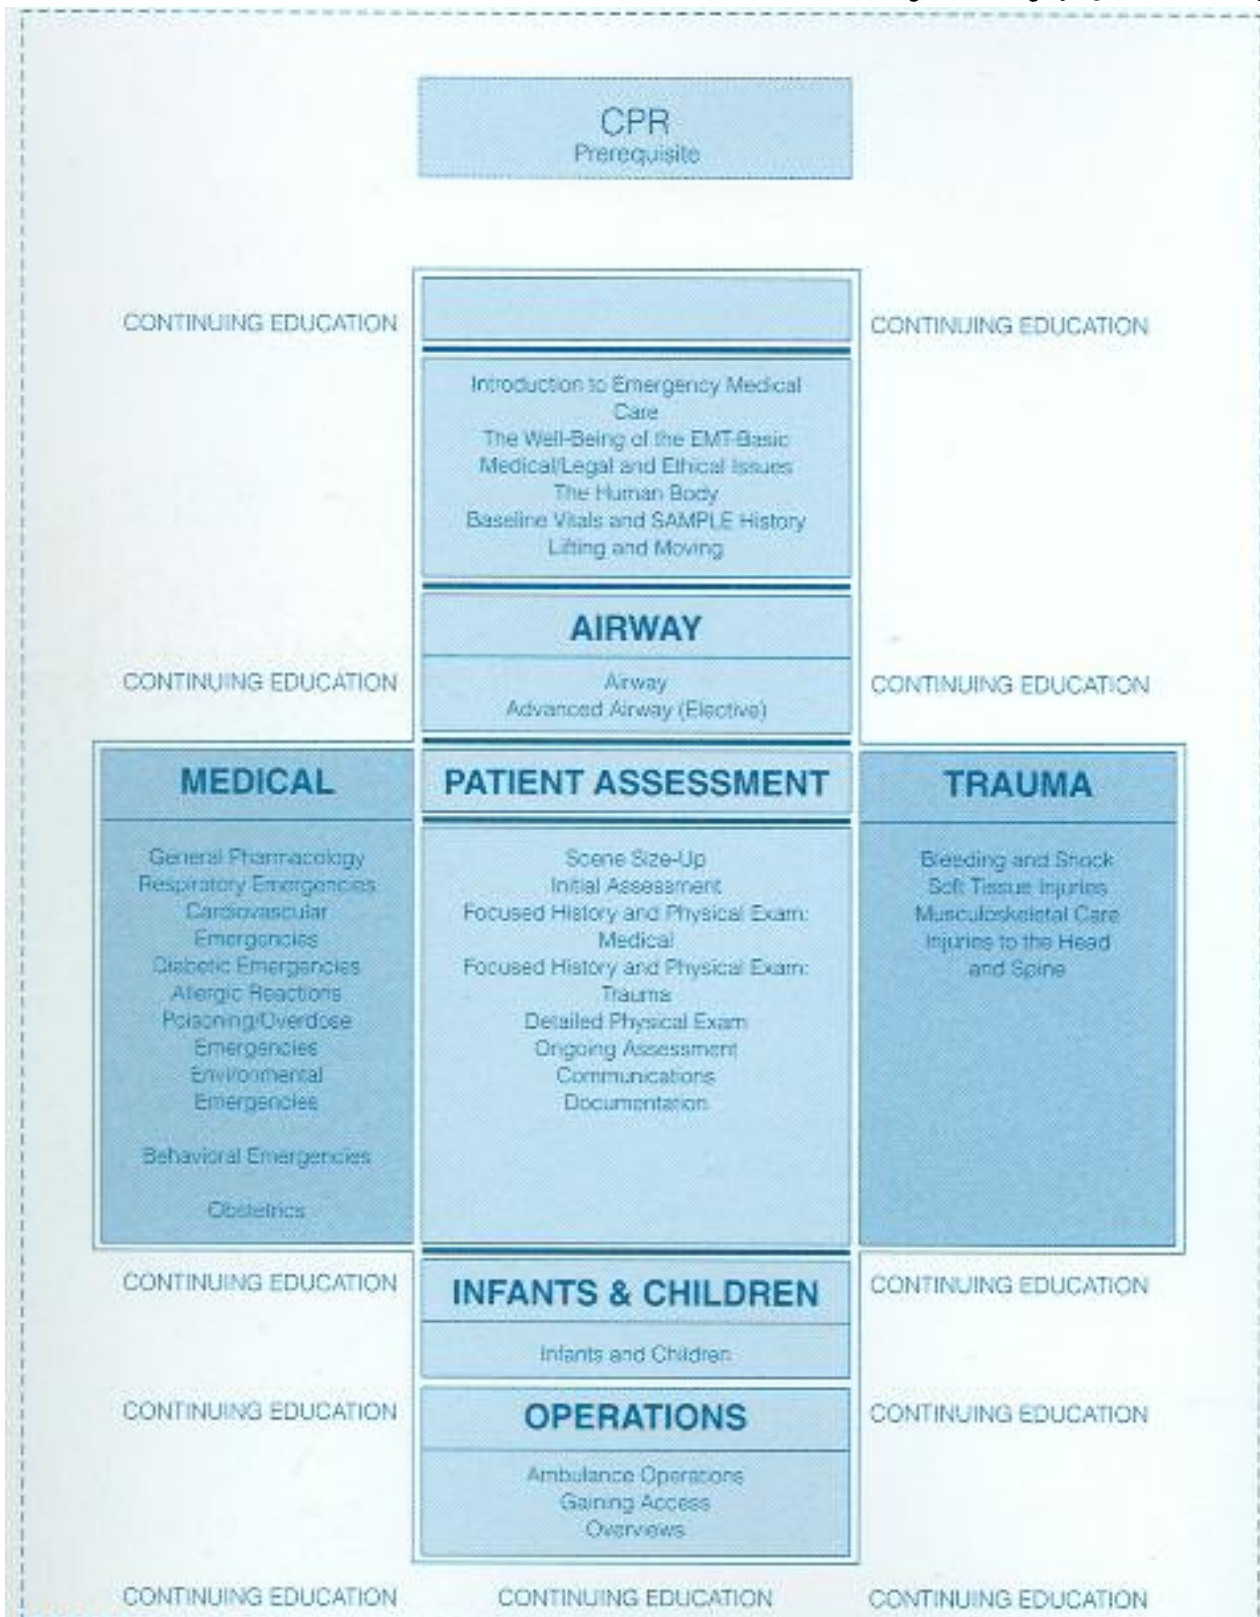 CPR
Prerequisite
CONTINUING EDUCATION
CONTINUING EDUCATION
Introduction to Emergency Medical
Care
The Well-Being of the EMT-Basic
Medical/Legal and Ethical Issues
The Human Body
Baseline Vitals and SAMPLE History
Lifting and Moving
AIRWAY
CONTINUING EDUCATION
Airway
Advanced Airway (Elective)
CONTINUING EDUCATION
MEDICAL
General Pharmacology
Respiratory Emergencies
Cardiovascular
Emergencies
Diabetic Emergencies
Allergic Reactions
Poisoning/Overdose
Emergencies
Environmental
Emergencies
Behavioral Emergencies
Obstetrics
PATIENT ASSESSMENT
Scene Size-Up
Initial Assessment
Focused History and Physical Exam:
Medical
Focused History and Physical Exam:
Trauma
Detailed Physical Exam
Ongoing Assessment
Communications
Documentation
TRAUMA
Bleeding and Shock
Soft Tissue Injuries
Musculoskeletal Care
Injuries to the Head
and Spine
CONTINUING EDUCATION
INFANTS & CHILDREN
CONTINUING EDUCATION
Infants and Children
CONTINUING EDUCATION
OPERATIONS
CONTINUING EDUCATION
Ambulance Operations
Gaining Access
Overviews
CONTINUING EDUCATION
CONTINUING EDUCATION
CONTINUING EDUCATION